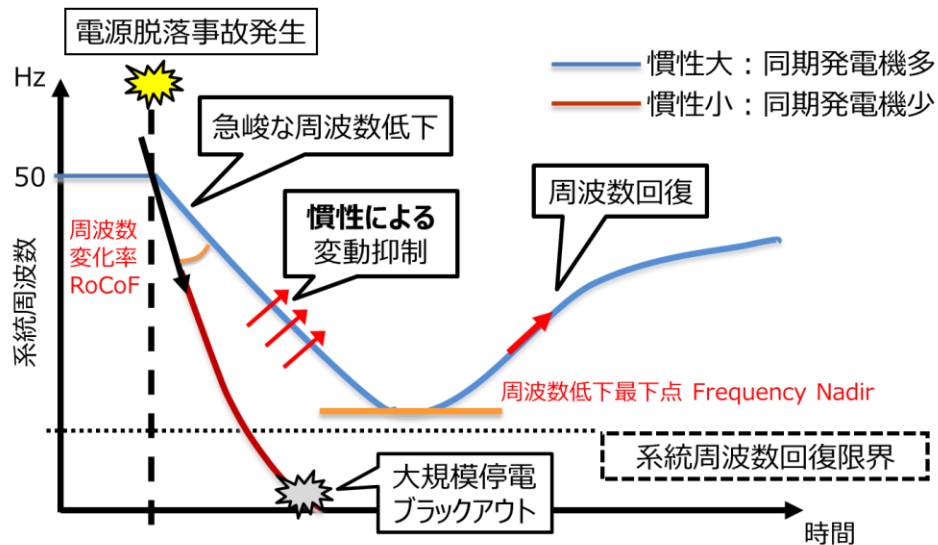 電源脱落事故発生
Hz
慣性大：同期発電機多
慣性小：同期発電機少
急峻な周波数低下
50
周波数回復
慣性による
変動抑制
周波数
変化率
RoCoF
系統周波数
周波数低下最下点 Frequency Nadir
系統周波数回復限界
大規模停電
ブラックアウト
時間